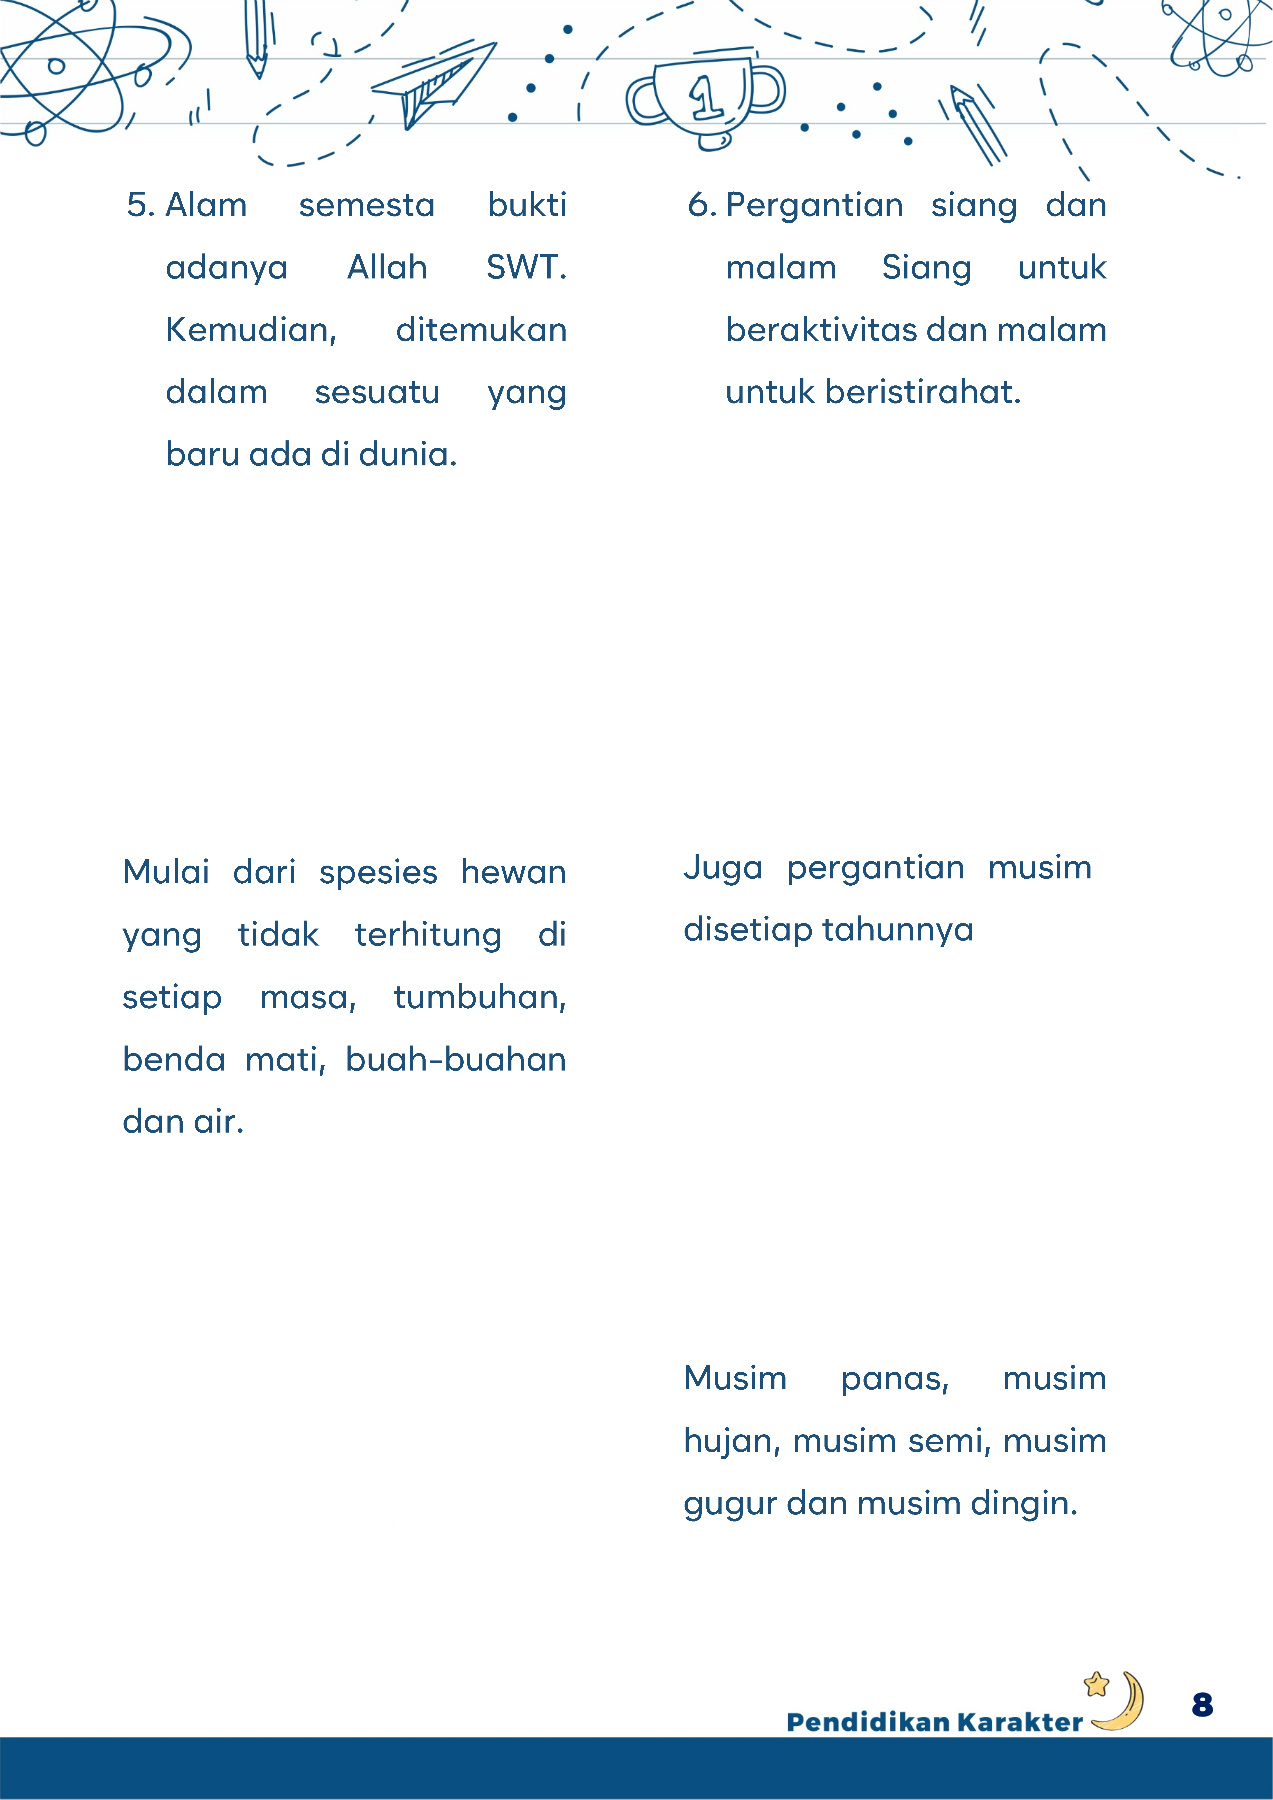 1
5. Alam semesta bukti
adanya Allah SWT.
Kemudian, ditemukan
dalam sesuatu yang
baru ada di dunia.
Mulai dari spesies hewan
yang tidak terhitung di
setiap masa, tumbuhan,
benda mati, buah-buahan
dan air.
6. Pergantian siang dan
malam Siang untuk
beraktivitas dan malam
untuk beristirahat.
Juga pergantian musim
disetiap tahunnya
Musim panas, musim
hujan, musim semi, musim
gugur dan musim dingin.
Pendidikan Karakter
8